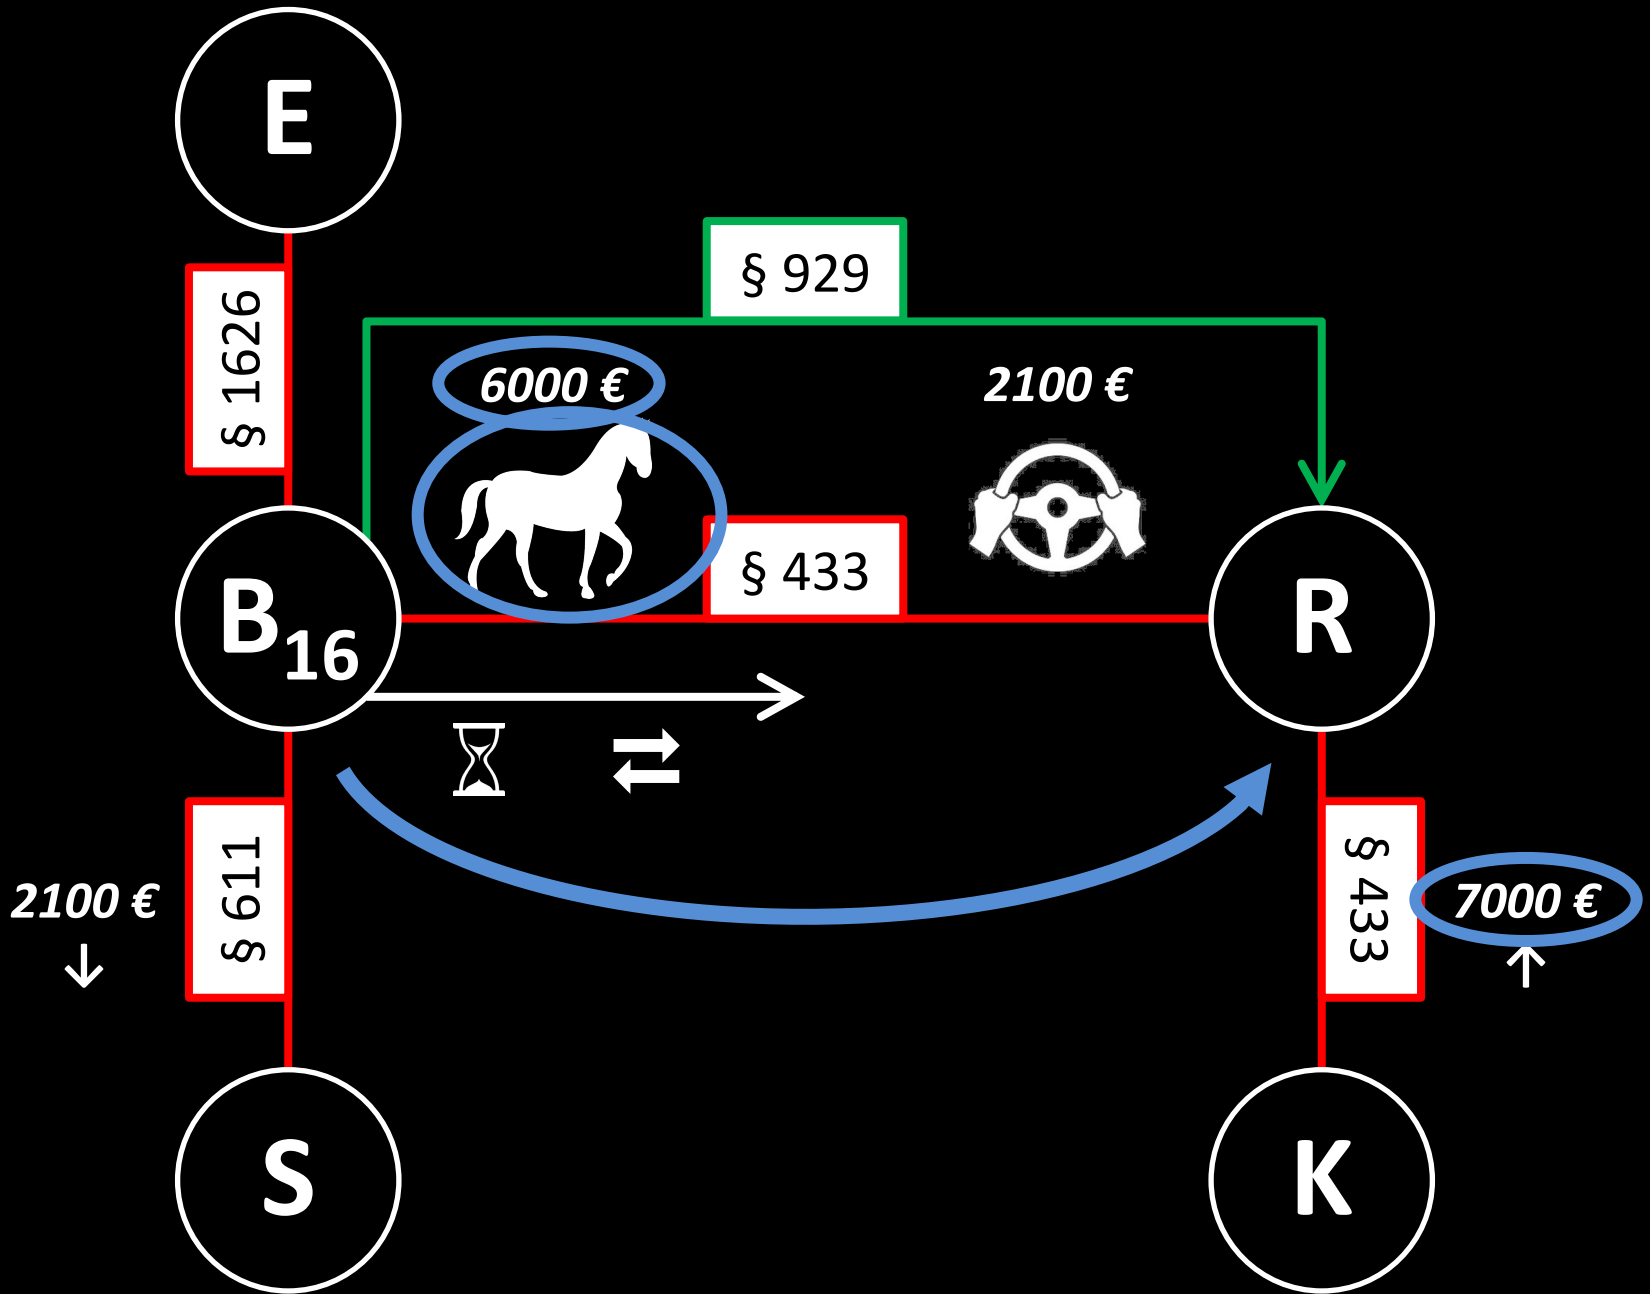 E
§ 929
§ 1626
6000 €
2100 €
§ 433
B16
R
§ 611
2100 €
§ 433
7000 €
S
K